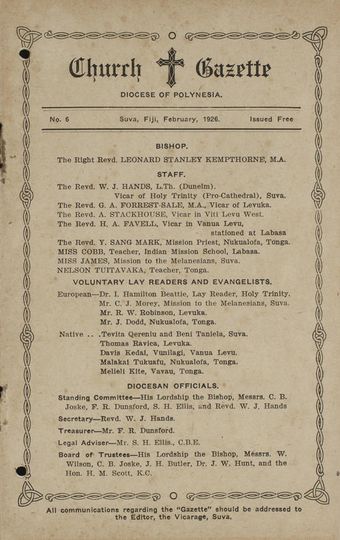 Church Gazette
DIOCESE OF POLYNESIA.
No. 6 Suva, Fiji, February, 1926. Issued Free
BISHOP.
The Right Revd. LEONARD STANLEY KEMPTHORNE, M.A.
STAFF.
The Revd. W. J. HANDS, L.Th. (Dunelm).
Vicar of Holy Trinity (Pro-Cathedral), Suva.
The Revd. G. A. FORREST-SALE, M.A., Vicar of Levuka.
The Revd. A. STACKHOUSE, Vicar in Viti Levu West.
The Revd. H. A. FAVELL, Vicar in Vanua Levu,
stationed at Labasa
The Revd. Y. SANG MARK, Mission Priest, Nukualofa, Tonga.
MISS COBB, Teacher, Indian Mission School, Labasa.
MISS JAMES, Mission to the Melanesians, Suva.
NELSON TUITAVAKA, Teacher, Tonga.
VOLUNTARY LAY READERS AND EVANGELISTS.
European—Dr. I. Hamilton Beattie, Lay Reader, Holy Trinity.
Mr. C. J. Morey, Mission to the Melanesians, Suva.
Mr. R. W. Robinson, Levuka.
Mr. J. Dodd, Nukualofa, Tonga.
Native .. .Tevita Qereniu and Beni Taniela, Suva.
Thomas Ravica, Levuka.
Davis Kedai, Vunilagi, Vanua Levu.
Malakai Tukuafu, Nukualofa, Tonga.
Melieli Kite, Vavau, Tonga.
DIOCESAN OFFICIALS.
Standing Committee—His Lordship the Bishop, Messrs. C. B.
Joske, F. R. Dunsford, S. H. Ellis, and Revd. W. J. Hands
Secretary—Revd. W. J. Hands.
Treasurer—Mr. F. R. Dunsford.
Legal Adviser—Mr. S. H. Ellis, C.B.E.
Board of Trustees—His Lordship the Bishop, Messrs. W.
Wilson, C. B. Joske, J. H. Butler, Dr. J. W. Hunt, and the
Hon. H. M. Scott, K.C.
All communications regarding the "Gazette" should be addressed to
the Editor, the Vicarage, Suva.